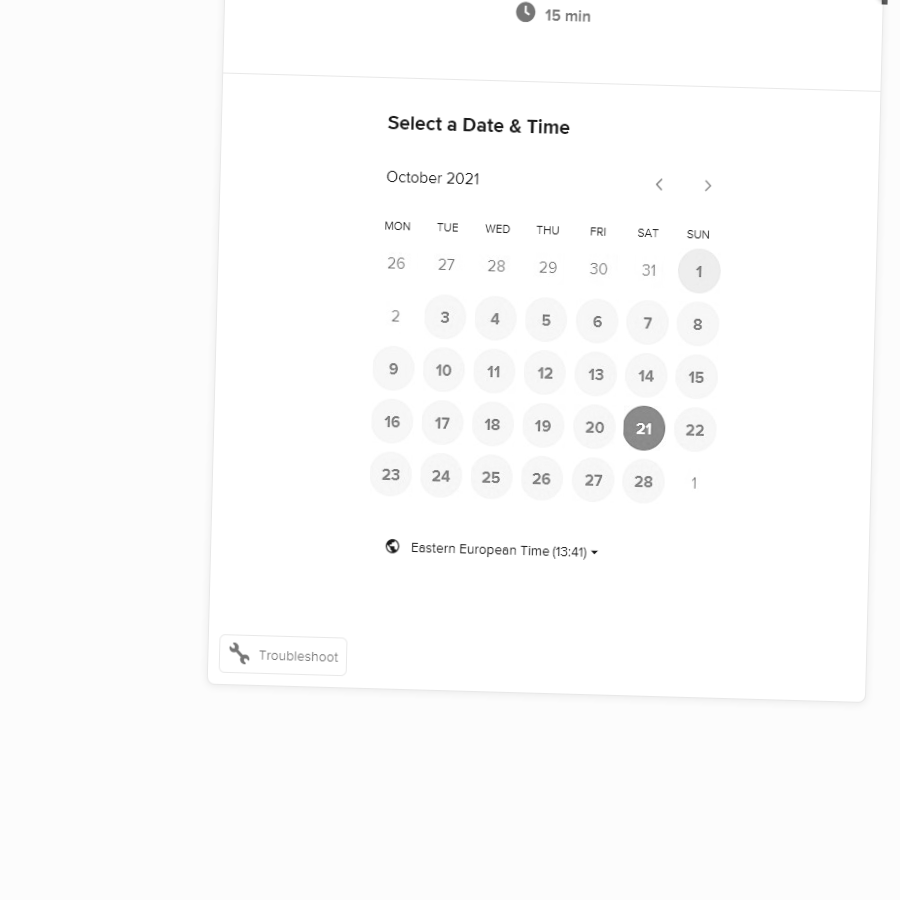 15 min
Select a Date & Time
October 2021
MON TUE WED THU FRI SAT SUN
26 27 28 29 30 31 1
2 3 4 5 6 7 8
9 10 11 12 13 14 15
16 17 18 19 20 21 22
23 24 25 26 27 28 1
Eastern European Time (13:41)
Troubleshoot